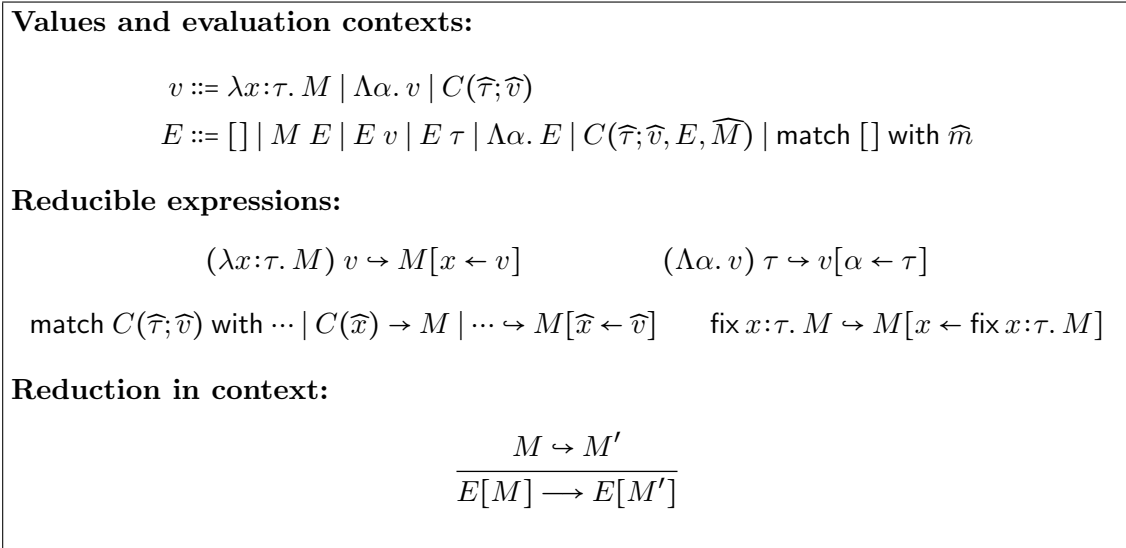 Values and evaluation contexts:
v ::= λx:τ. M | Λα. v | C(τ̂; v̂)
E ::= [] | M E | E v | E τ | Λα. E | C(τ̂; v̂, E, M̂) | match [] with m̂
Reducible expressions:
(λx:τ. M) v ↪ M[x ← v] (Λα. v) τ ↪ v[α ← τ]
match C(τ̂; v̂) with ⋯ | C(x̂) → M | ⋯ ↪ M[x̂ ← v̂] fix x:τ. M ↪ M[x ← fix x:τ. M]
Reduction in context:
M ↪ M′
E[M] ⟶ E[M′]